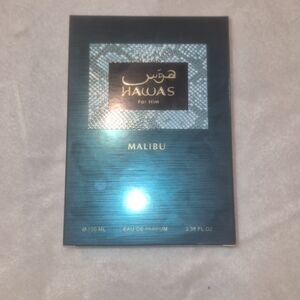 هوس
HAWAS
For Him
MALIBU
100 ML EAU DE PARFUM 3.38 FL OZ